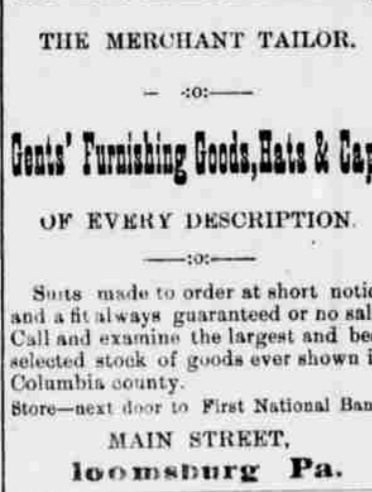 THE MERCHANT TAILOR.
— :o:——
Gents' Furnishing Goods, Hats & Cap
OF EVERY DESCRIPTION.
——:o:——
Suits made to order at short notic
and a fit always guaranteed or no sal
Call and examine the largest and be
selected stock of goods ever shown i
Columbia county.
Store—next door to First National Ban
MAIN STREET,
loomsburg Pa.